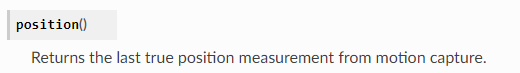 position()
Returns the last true position measurement from motion capture.